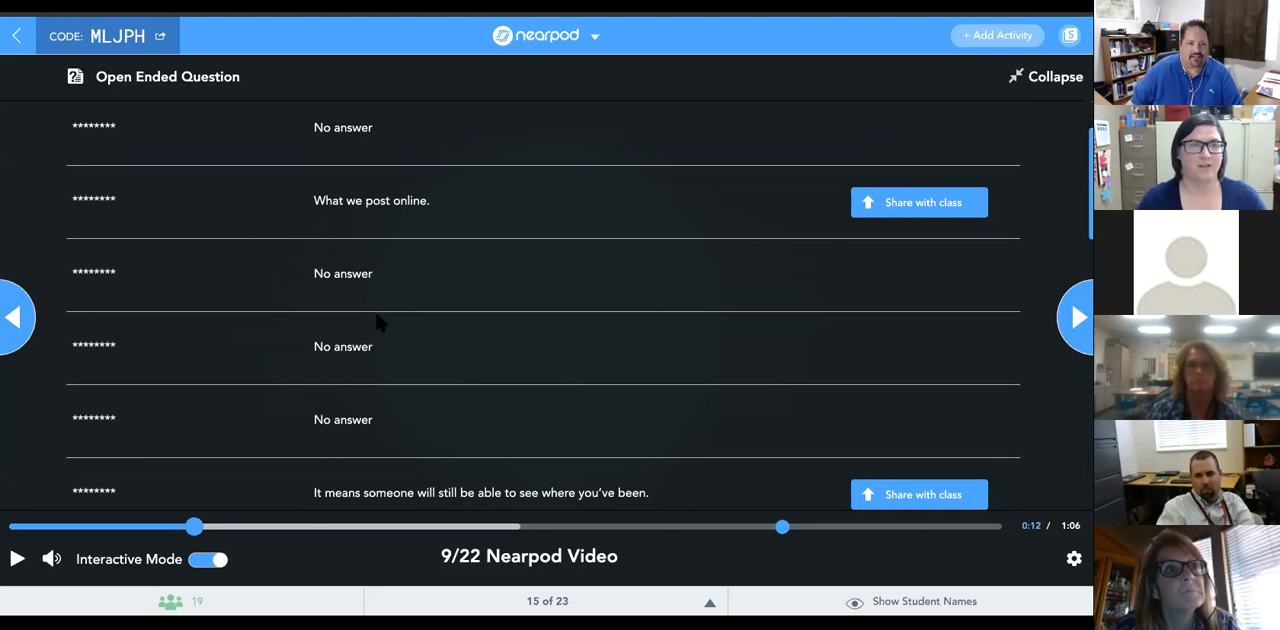 CODE: MLJPH
nearpod
+ Add Activity
Open Ended Question
Collapse
******** No answer
******** What we post online. Share with class
******** No answer
******** No answer
******** No answer
******** It means someone will still be able to see where you've been. Share with class
0:12 / 1:06
Interactive Mode
9/22 Nearpod Video
19
15 of 23
Show Student Names